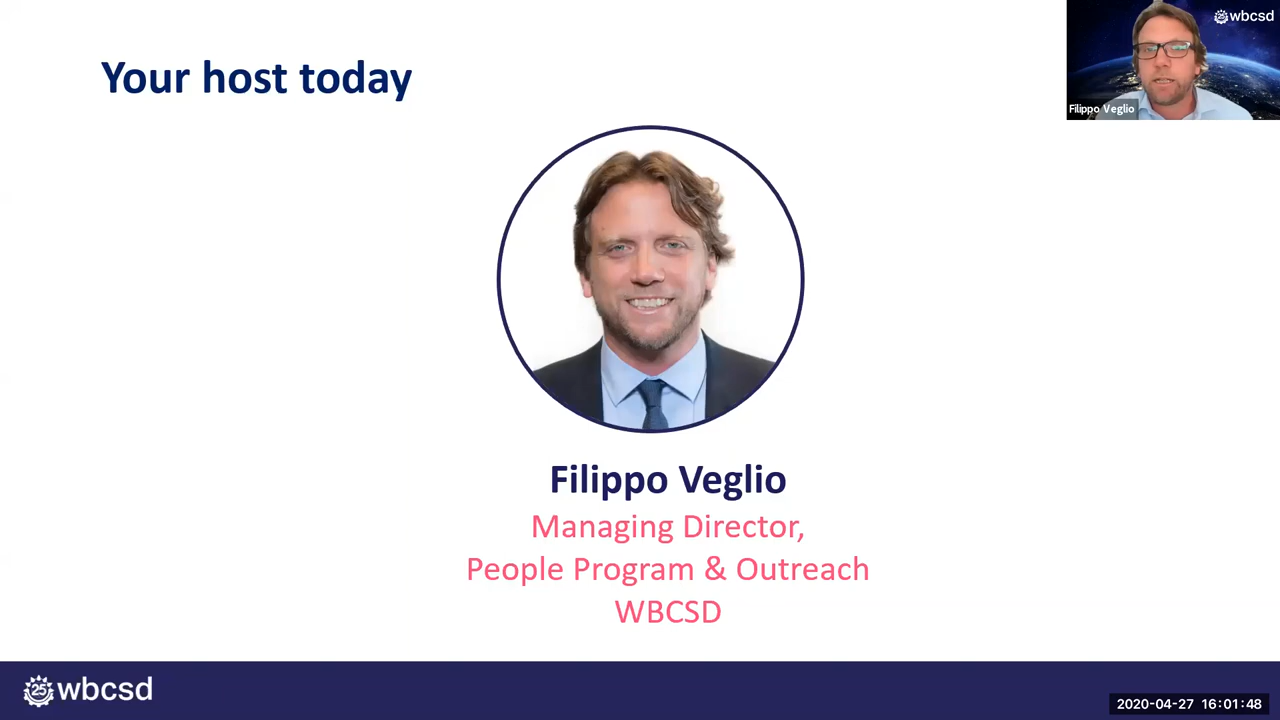 Your host today
wbcsd
Filippo Veglio
Filippo Veglio
Managing Director,
People Program & Outreach
WBCSD
25 wbcsd
2020-04-27 16:01:48